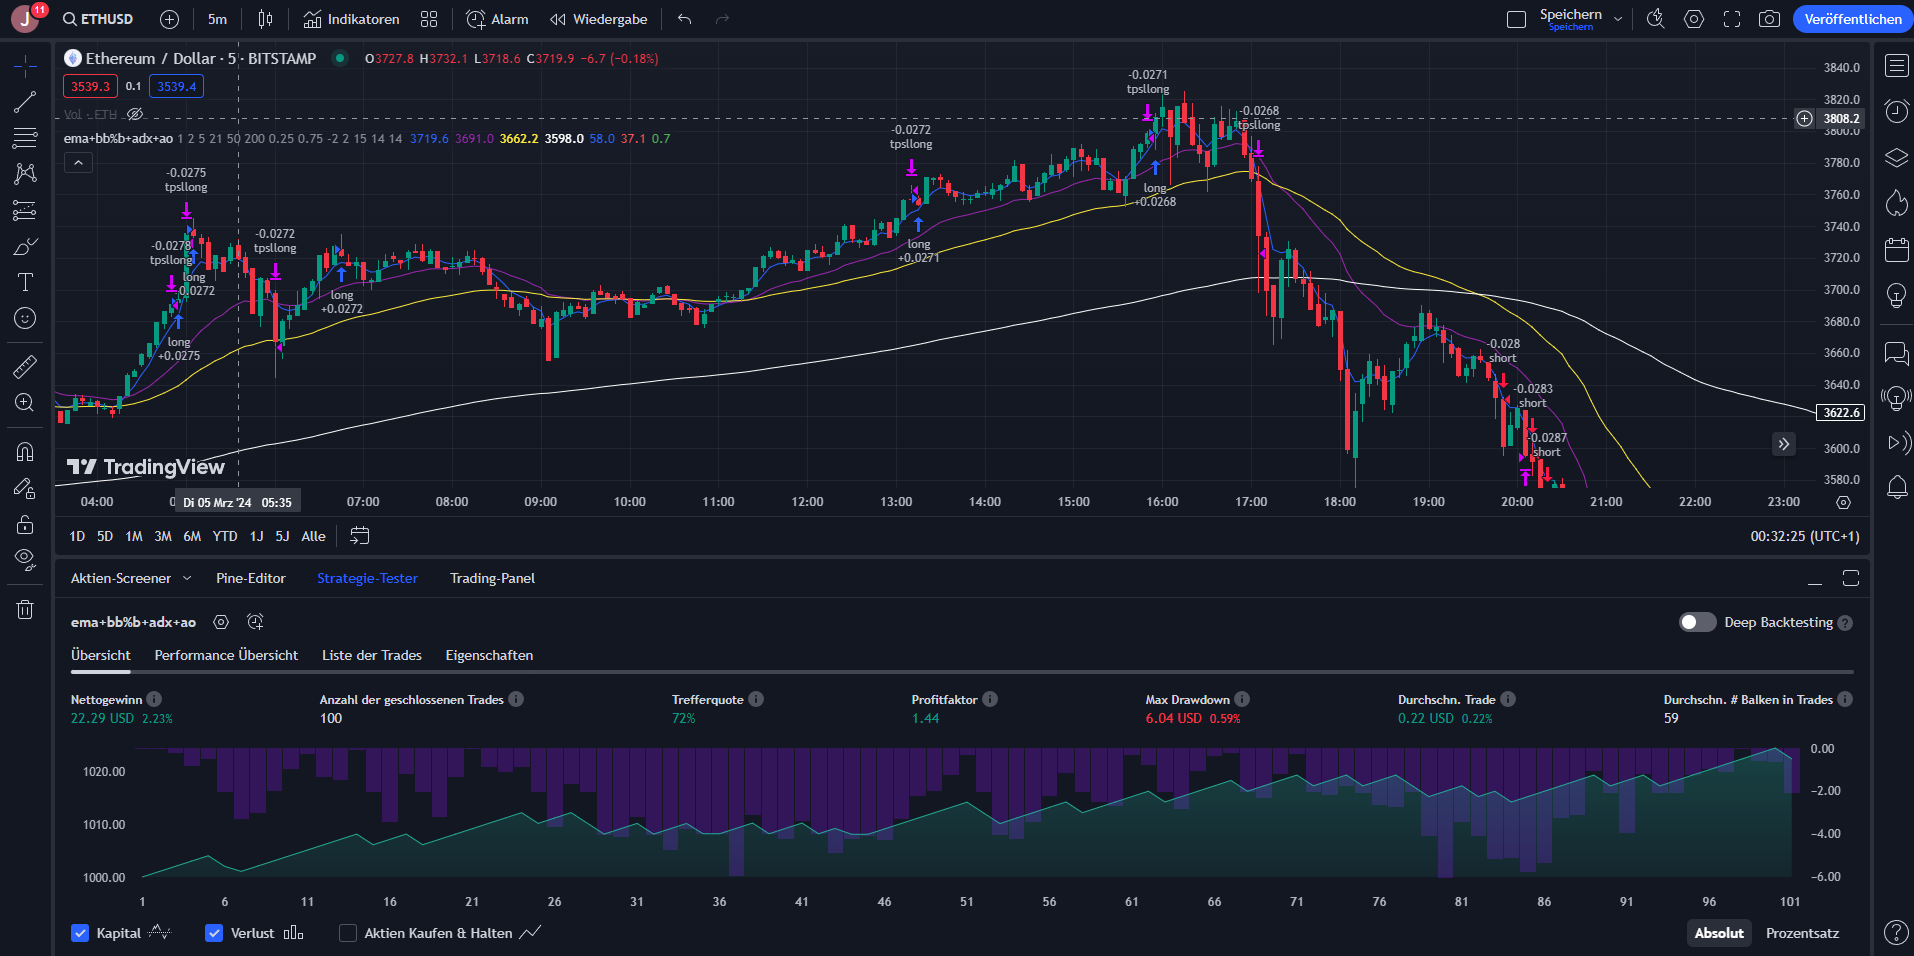 J 11 ETHUSD 5m Indikatoren Alarm Wiedergabe Speichern Speichern Veröffentlichen
Ethereum / Dollar · 5 · BITSTAMP O3727.8 H3732.1 L3718.6 C3719.9 -6.7 (-0.18%)
3539.3 0.1 3539.4
Vol · ETH
ema+bb%b+adx+ao 1 2 5 21 50 200 0.25 0.75 -2 2 15 14 14 3719.6 3691.0 3662.2 3598.0 58.0 37.1 0.7
-0.0275
tpsllong
-0.0278
tpsllong
long
+0.0272
long
+0.0275
-0.0272
tpsllong
long
+0.0272
-0.0272
tpsllong
long
+0.0271
-0.0271
tpsllong
long
+0.0268
-0.0268
tpsllong
-0.028
short
-0.0283
short
-0.0287
short
3840.0
3820.0
3808.2
3800.0
3780.0
3760.0
3740.0
3720.0
3700.0
3680.0
3660.0
3640.0
3622.6
3600.0
3580.0
TradingView
04:00 Di 05 Mrz '24 05:35 07:00 08:00 09:00 10:00 11:00 12:00 13:00 14:00 15:00 16:00 17:00 18:00 19:00 20:00 21:00 22:00 23:00
1D 5D 1M 3M 6M YTD 1J 5J Alle 00:32:25 (UTC+1)
Aktien-Screener Pine-Editor Strategie-Tester Trading-Panel
ema+bb%b+adx+ao Deep Backtesting ?
Übersicht Performance Übersicht Liste der Trades Eigenschaften
Nettogewinn Anzahl der geschlossenen Trades Trefferquote Profitfaktor Max Drawdown Durchschn. Trade Durchschn. # Balken in Trades
22.29 USD 2.23% 100 72% 1.44 6.04 USD 0.59% 0.22 USD 0.22% 59
1020.00
1010.00
1000.00
0.00
−2.00
−4.00
−6.00
1 6 11 16 21 26 31 36 41 46 51 56 61 66 71 76 81 86 91 96 101
Kapital Verlust Aktien Kaufen & Halten Absolut Prozentsatz